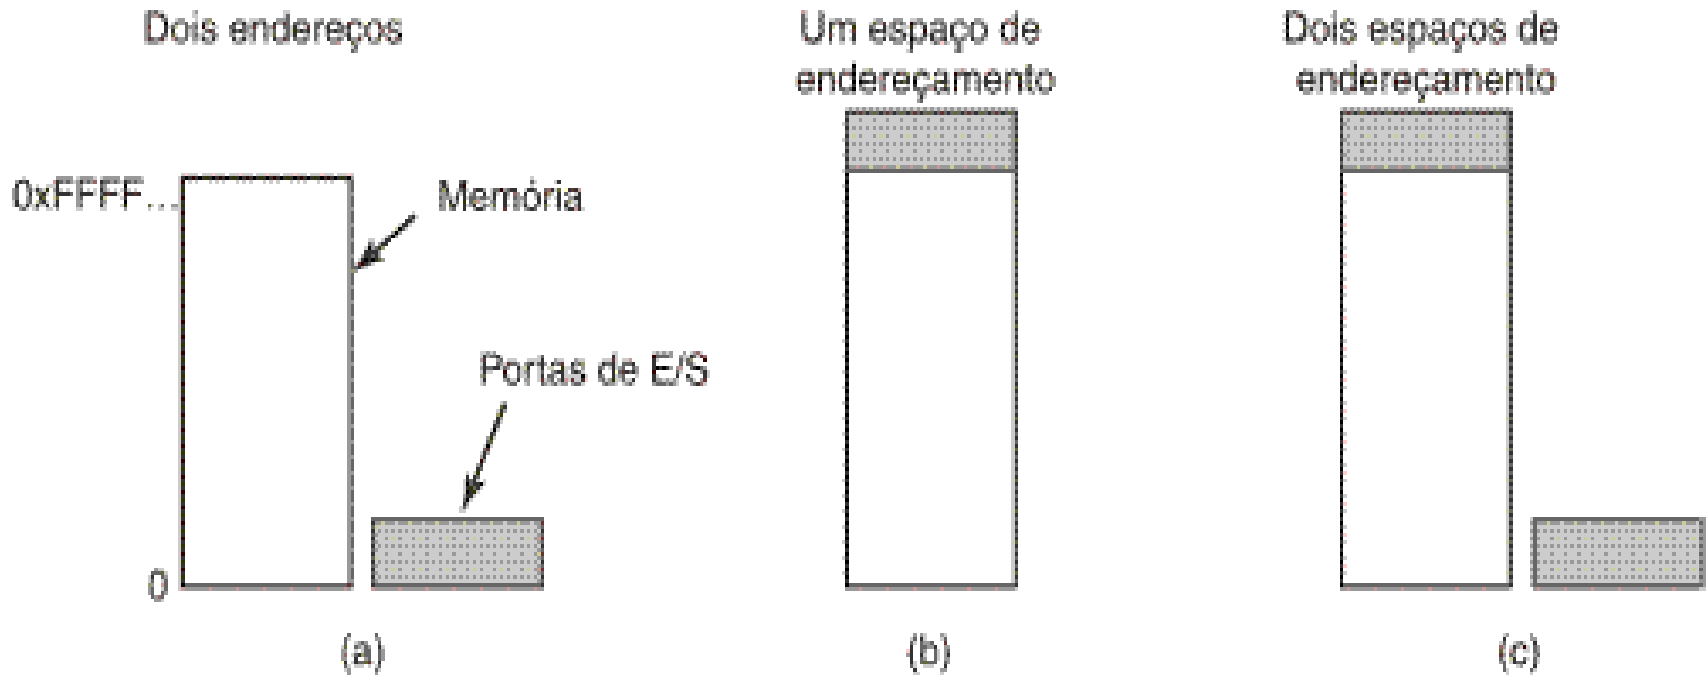 Dois endereços
Um espaço de
endereçamento
Dois espaços de
endereçamento
0xFFFF...
Memória
Portas de E/S
0
(a)
(b)
(c)